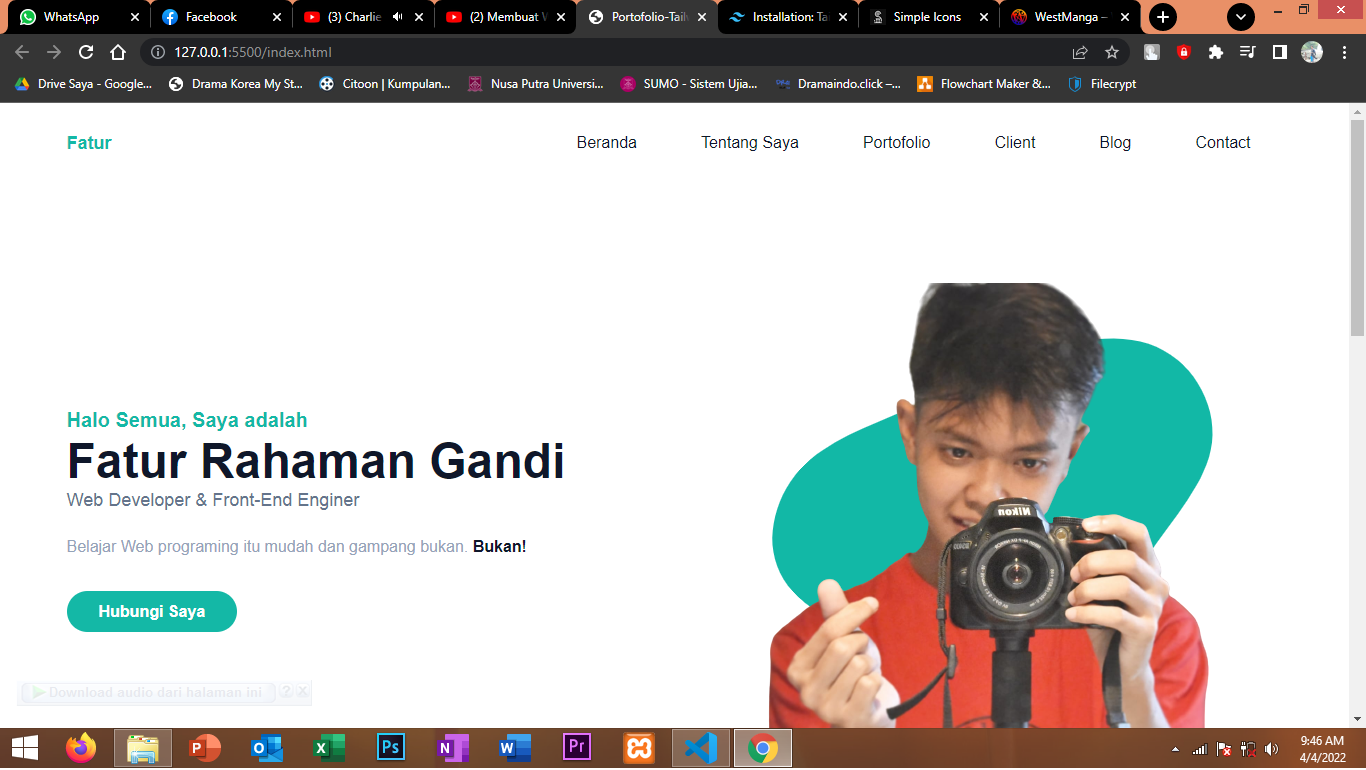 WhatsApp
Facebook
(3) Charlie
(2) Membuat W
Portofolio-Tailw
Installation: Ta
Simple Icons
WestManga –
127.0.0.1:5500/index.html
Drive Saya - Google...
Drama Korea My St...
Citoon | Kumpulan...
Nusa Putra Universi...
SUMO - Sistem Ujia...
Dramaindo.click –...
Flowchart Maker &...
Filecrypt
Fatur
Beranda
Tentang Saya
Portofolio
Client
Blog
Contact
Halo Semua, Saya adalah
Fatur Rahaman Gandi
Web Developer & Front-End Enginer
Belajar Web programing itu mudah dan gampang bukan. Bukan!
Hubungi Saya
Nikon
Download audio dari halaman ini
?
9:46 AM
4/4/2022